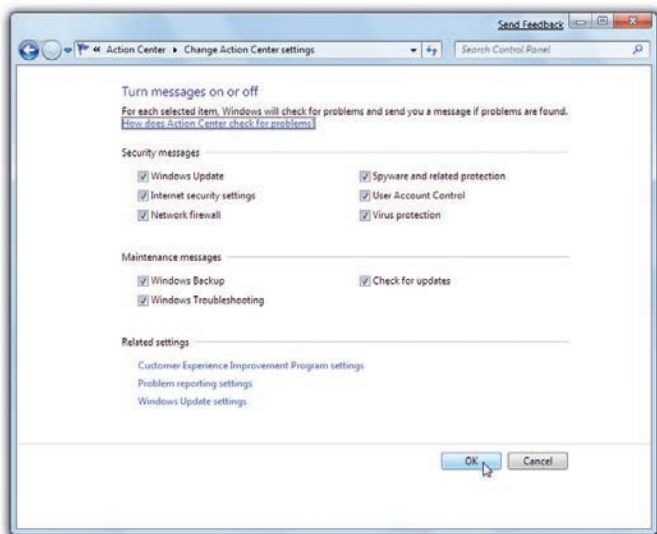 Send Feedback
« Action Center ▸ Change Action Center settings
Search Control Panel
Turn messages on or off
For each selected item, Windows will check for problems and send you a message if problems are found.
How does Action Center check for problems?
Security messages
Windows Update
Spyware and related protection
Internet security settings
User Account Control
Network firewall
Virus protection
Maintenance messages
Windows Backup
Check for updates
Windows Troubleshooting
Related settings
Customer Experience Improvement Program settings
Problem reporting settings
Windows Update settings
OK
Cancel